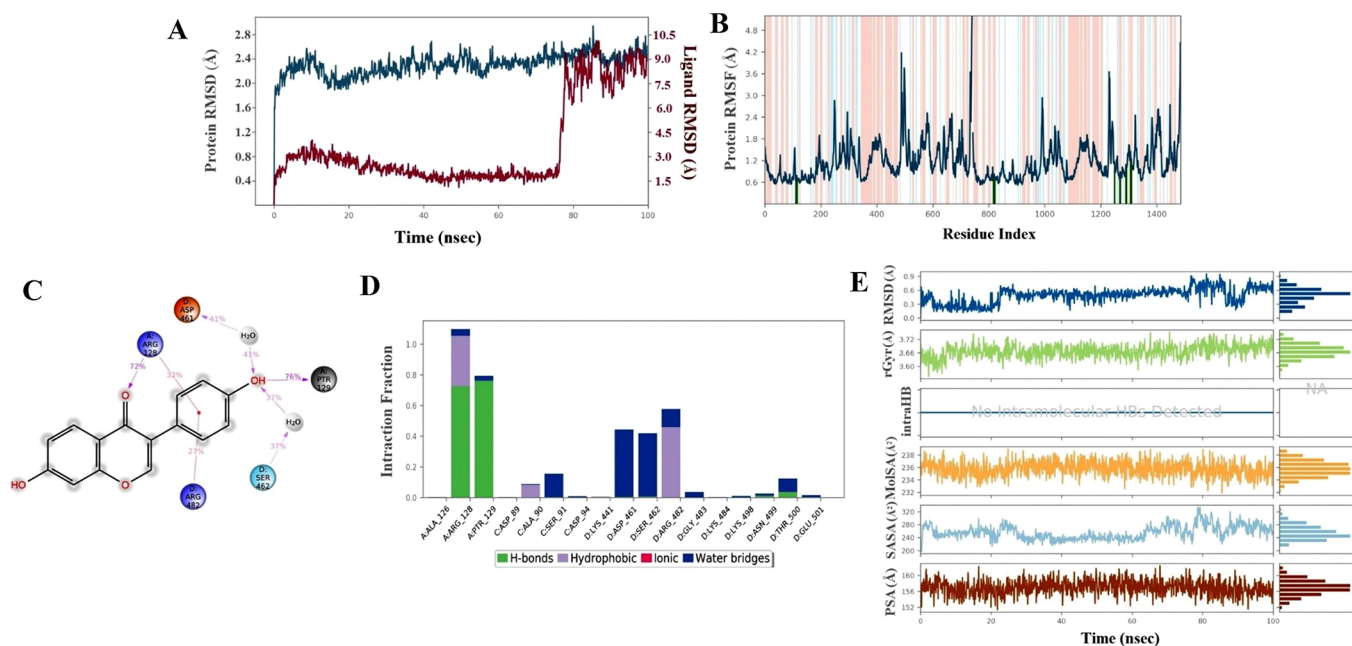 A
Protein RMSD (Å)
2.8
2.4
2.0
1.6
1.2
0.8
0.4
10.5
9.0
7.5
6.0
4.5
3.0
1.5
Ligand RMSD (Å)
0
20
40
60
80
100
Time (nsec)
B
Protein RMSF (Å)
4.8
4.2
3.6
3.0
2.4
1.8
1.2
0.6
0
200
400
600
800
1000
1200
1400
Residue Index
C
D:
ASP
461
41%
H₂O
A:
ARG
128
41%
72%
32%
OH
76%
A:
PTR
129
O
37%
H₂O
27%
37%
D:
SER
462
HO
O
D:
ARG
482
D
Intraction Fraction
1.0
0.8
0.6
0.4
0.2
0.0
A:ALA_126
A:ARG_128
A:PTR_129
C:ASP_89
C:ALA_90
C:SER_91
C:ASP_94
D:LYS_441
D:ASP_461
D:SER_462
D:ARG_482
D:GLY_483
D:LYS_484
D:LYS_498
D:ASN_499
D:THR_500
D:GLU_501
H-bonds
Hydrophobic
Ionic
Water bridges
E
RMSD (Å)
0.9
0.6
0.3
0.0
rGyr(Å)
3.72
3.66
3.60
intraHB
No Intramolecular HBs Detected
NA
MolSA (Å²)
238
236
234
232
SASA (Å²)
320
280
240
200
PSA (Å)
160
156
152
0
20
40
60
80
100
Time (nsec)